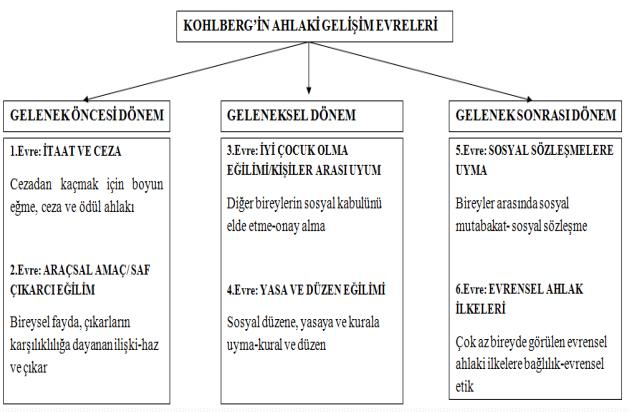 KOHLBERG'İN AHLAKİ GELİŞİM EVRELERİ
GELENEK ÖNCESİ DÖNEM
1.Evre: İTAAT VE CEZA
Cezadan kaçmak için boyun
eğme, ceza ve ödül ahlakı
2.Evre: ARAÇSAL AMAÇ/ SAF
ÇIKARCI EĞİLİM
Bireysel fayda, çıkarların
karşılıklılığa dayanan ilişki-haz
ve çıkar
GELENEKSEL DÖNEM
3.Evre: İYİ ÇOCUK OLMA
EĞİLİMİ/KİŞİLER ARASI UYUM
Diğer bireylerin sosyal kabulünü
elde etme-onay alma
4.Evre: YASA VE DÜZEN EĞİLİMİ
Sosyal düzene, yasaya ve kurala
uyma-kural ve düzen
GELENEK SONRASI DÖNEM
5.Evre: SOSYAL SÖZLEŞMELERE
UYMA
Bireyler arasında sosyal
mutabakat- sosyal sözleşme
6.Evre: EVRENSEL AHLAK
İLKELERİ
Çok az bireyde görülen evrensel
ahlaki ilkelere bağlılık-evrensel
etik